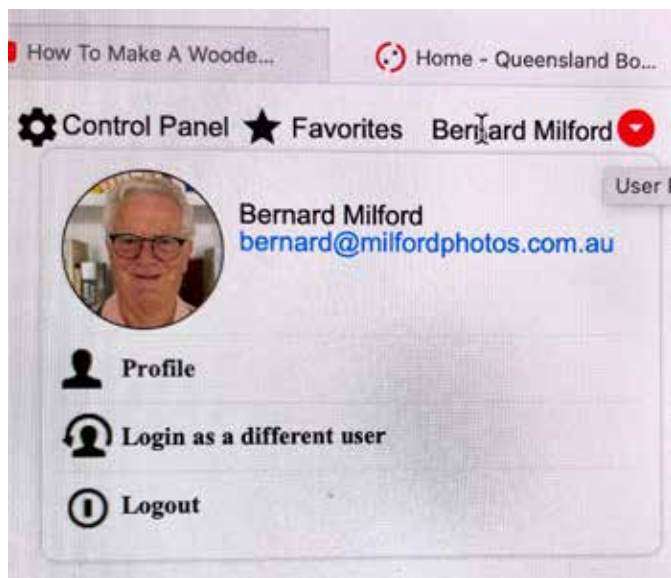 How To Make A Woode...
Home - Queensland Bo...
Control Panel Favorites Bernard Milford
User
Bernard Milford
bernard@milfordphotos.com.au
Profile
Login as a different user
Logout